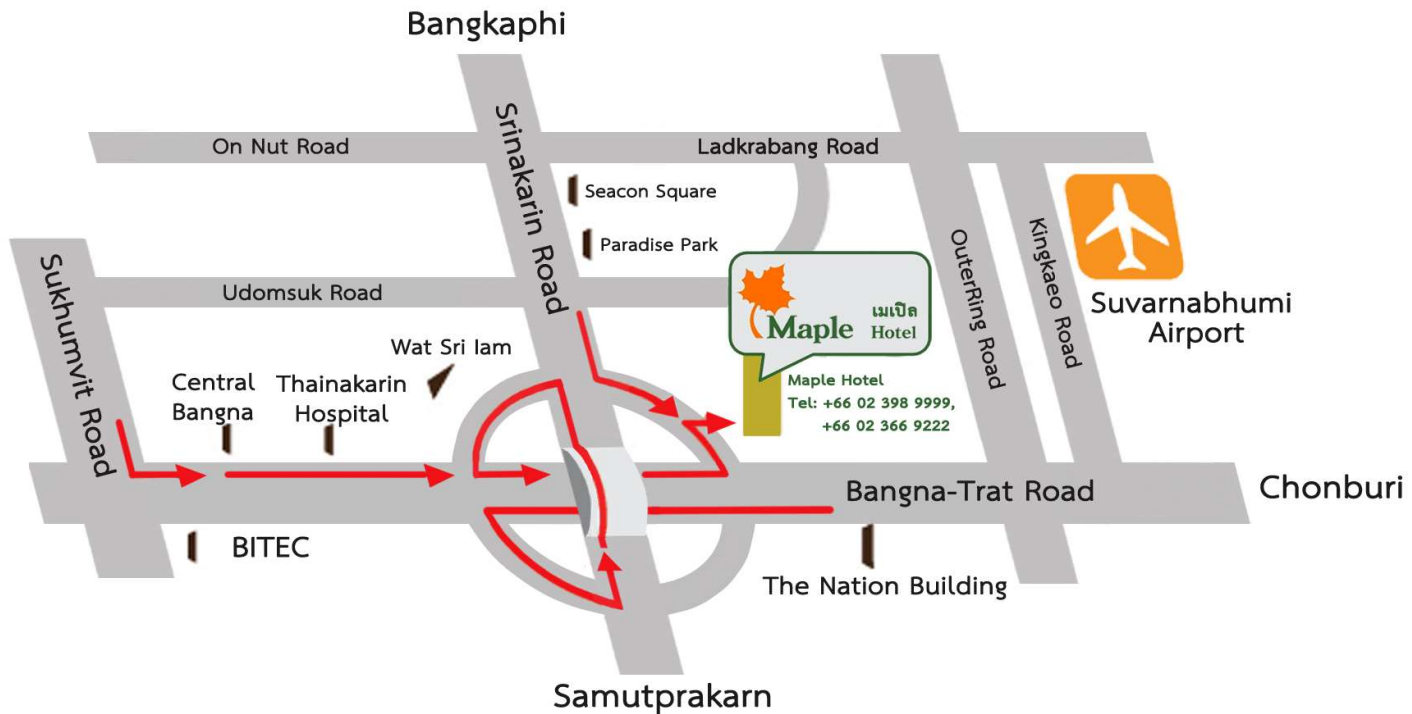 Bangkaphi
On Nut Road
Srinakarin Road
Ladkrabang Road
Seacon Square
Paradise Park
Sukhumvit Road
Udomsuk Road
OuterRing Road
Kingkaeo Road
Suvarnabhumi
Airport
Maple
เมเปิล
Hotel
Wat Sri Iam
Central
Bangna
Thainakarin
Hospital
Maple Hotel
Tel: +66 02 398 9999,
+66 02 366 9222
Bangna-Trat Road
Chonburi
BITEC
The Nation Building
Samutprakarn